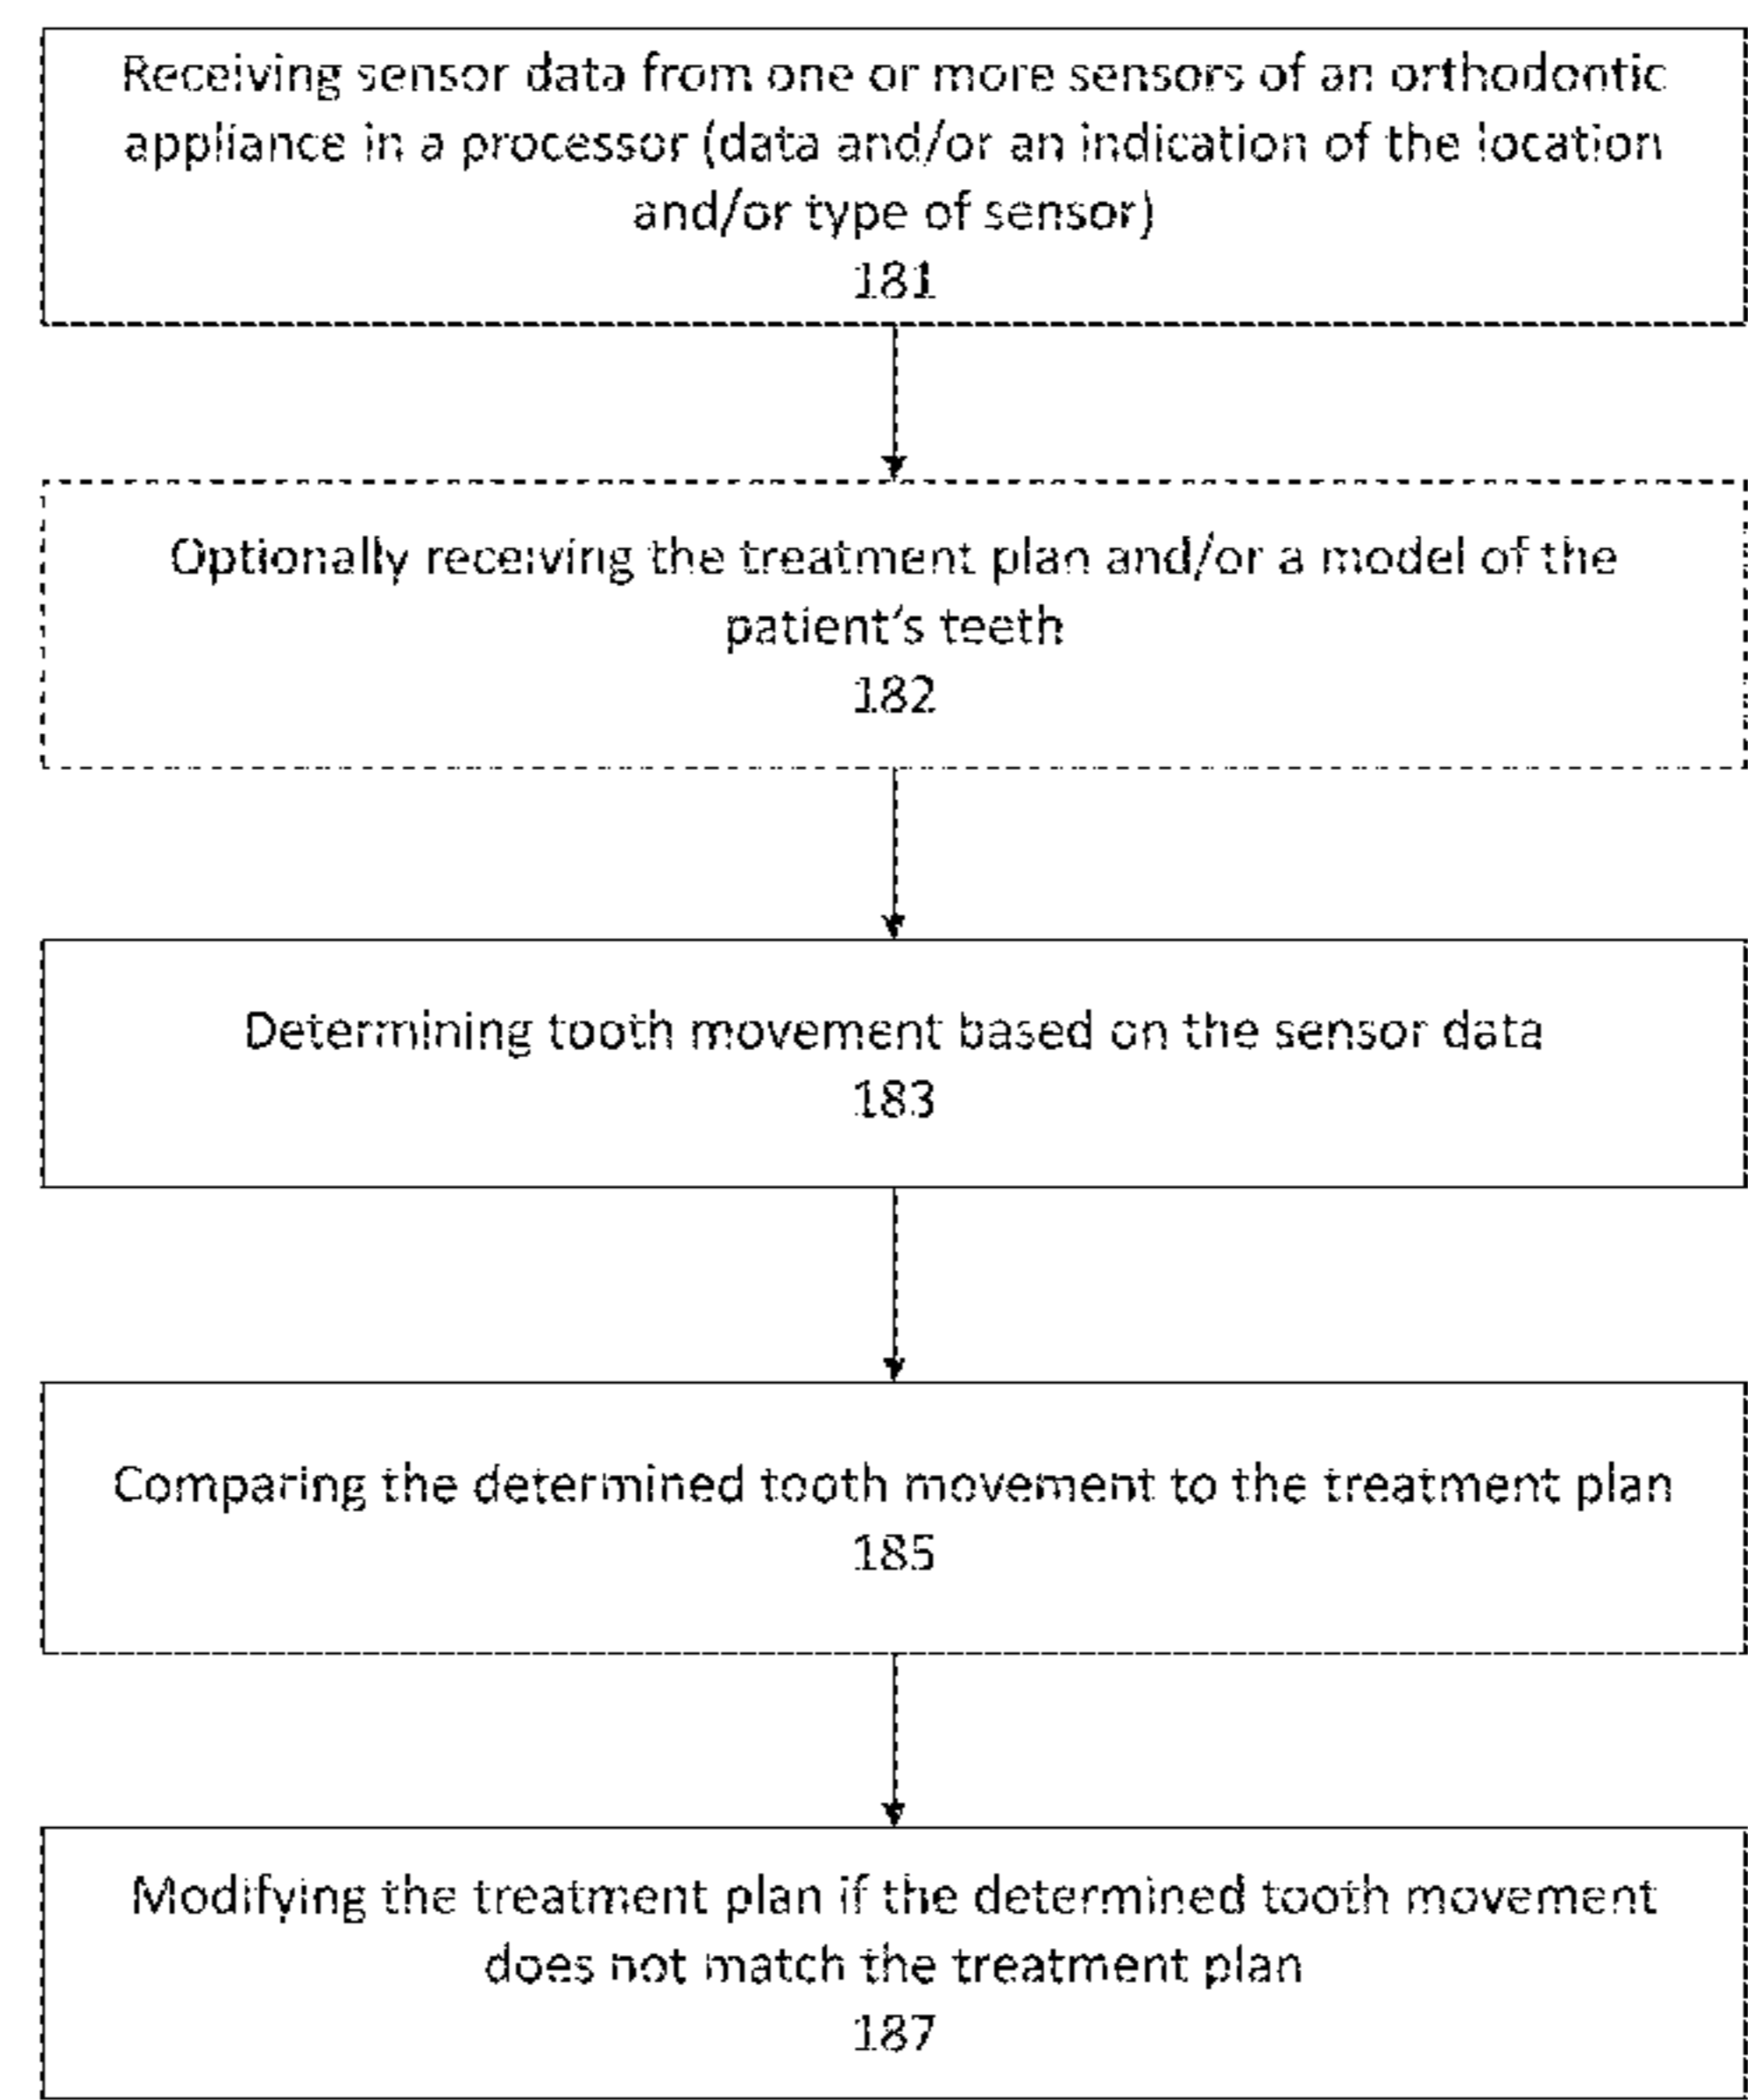 Receiving sensor data from one or more sensors of an orthodontic
appliance in a processor (data and/or an indication of the location
and/or type of sensor)
181
Optionally receiving the treatment plan and/or a model of the
patient's teeth
182
Determining tooth movement based on the sensor data
183
Comparing the determined tooth movement to the treatment plan
185
Modifying the treatment plan if the determined tooth movement
does not match the treatment plan
187